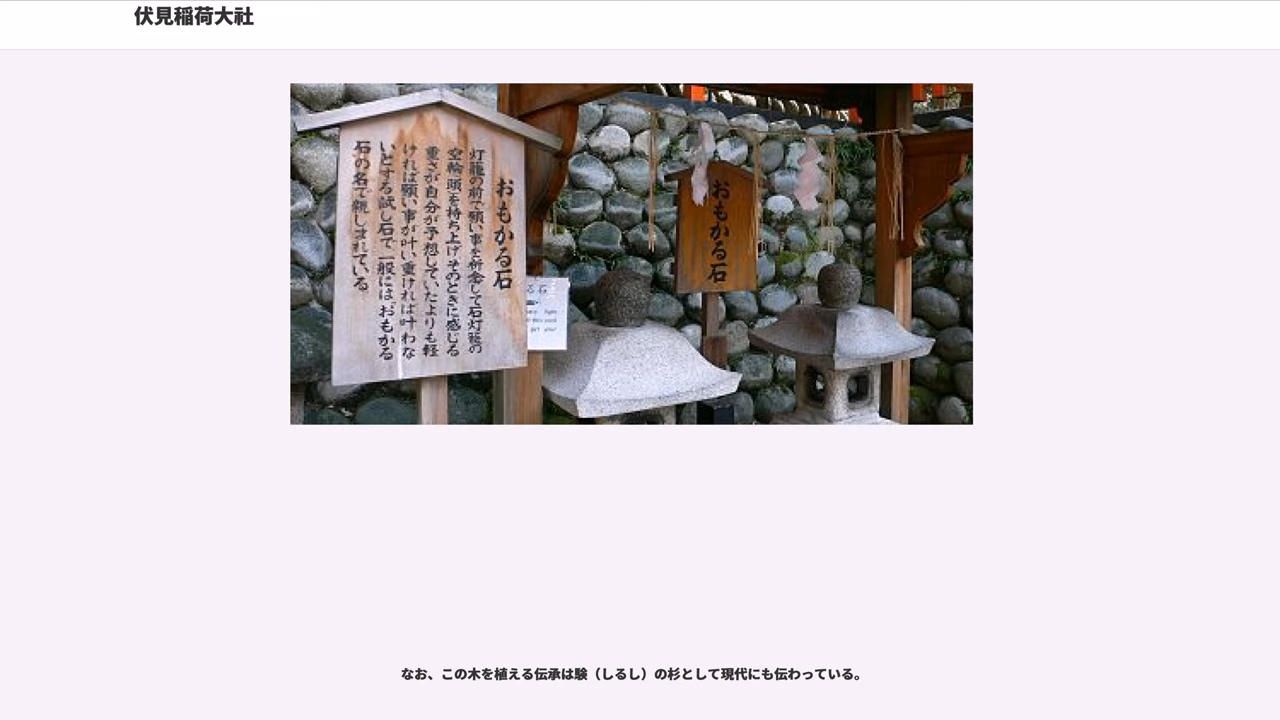 伏見稲荷大社
おもかる石
灯籠の前で願い事を祈念して石灯籠の
空輪(頭)を持ち上げ、そのときに感じる
重さが、自分が予想していたよりも軽
ければ願い事が叶い、重ければ叶わな
いとする試し石で、一般には「おもかる
石」の名で親しまれている。
おもかる石
なお、この木を植える伝承は験（しるし）の杉として現代にも伝わっている。